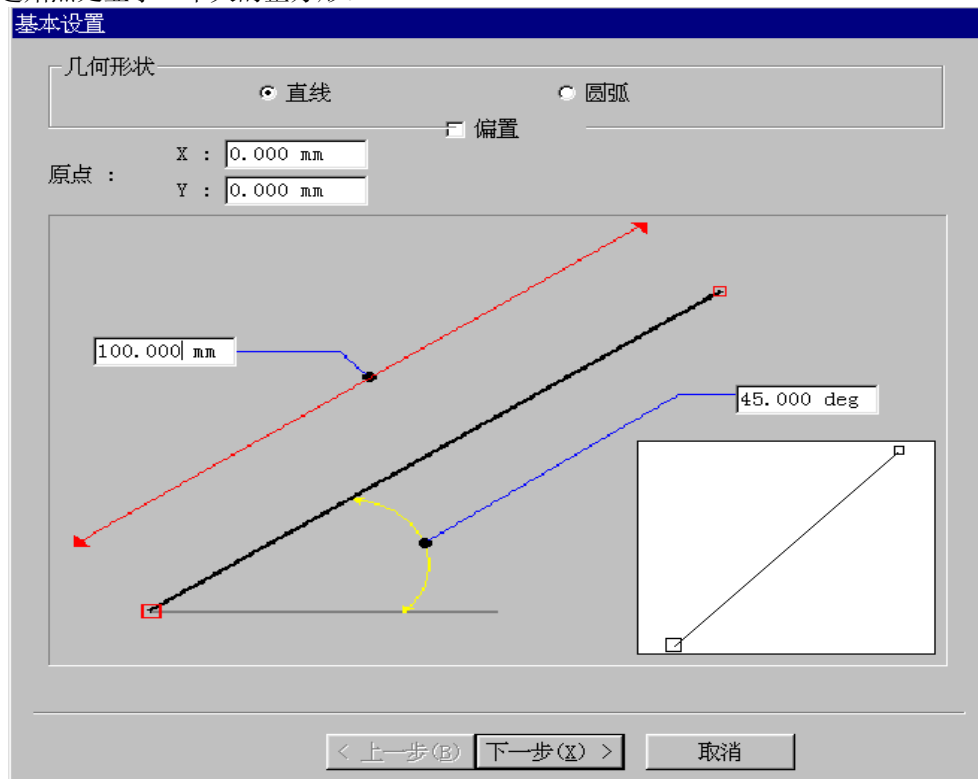 基本设置
几何形状
直线
圆弧
偏置
原点 :
X : 0.000 mm
Y : 0.000 mm
100.000 mm
45.000 deg
< 上一步(B)
下一步(X) >
取消